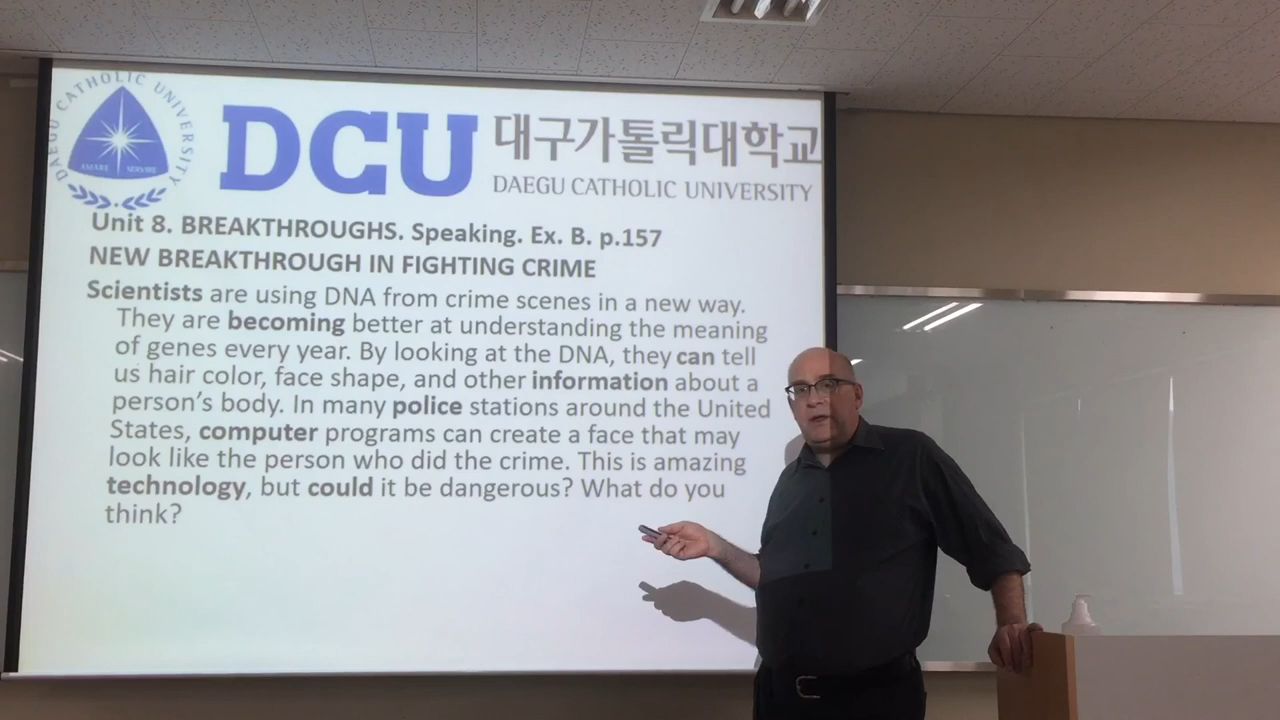 DAEGU CATHOLIC UNIVERSITY
AMARE SERVIRE
DCU
대구가톨릭대학교
DAEGU CATHOLIC UNIVERSITY
Unit 8. BREAKTHROUGHS. Speaking. Ex. B. p.157
NEW BREAKTHROUGH IN FIGHTING CRIME
Scientists are using DNA from crime scenes in a new way.
They are becoming better at understanding the meaning
of genes every year. By looking at the DNA, they can tell
us hair color, face shape, and other information about a
person's body. In many police stations around the United
States, computer programs can create a face that may
look like the person who did the crime. This is amazing
technology, but could it be dangerous? What do you
think?